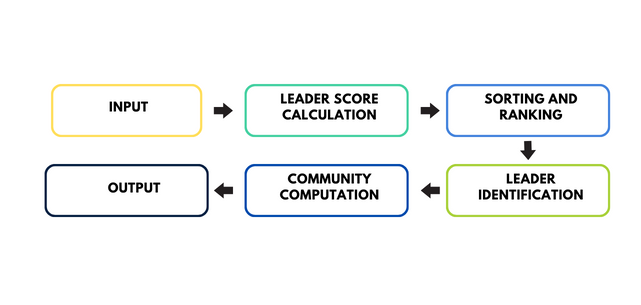 INPUT
LEADER SCORE
CALCULATION
SORTING AND
RANKING
LEADER
IDENTIFICATION
COMMUNITY
COMPUTATION
OUTPUT